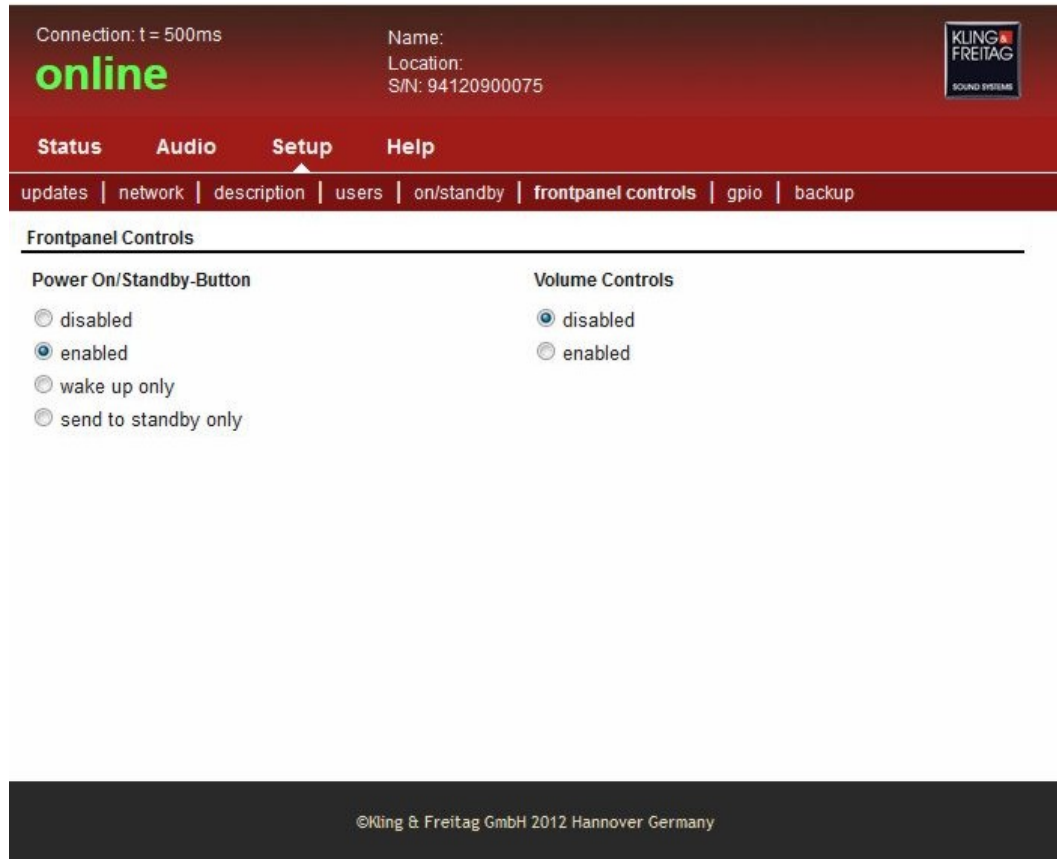 Connection: t = 500ms
online
Name:
Location:
S/N: 94120900075
KLING&
FREITAG
SOUND SYSTEMS
Status Audio Setup Help
updates | network | description | users | on/standby | frontpanel controls | gpio | backup
Frontpanel Controls
Power On/Standby-Button
disabled
enabled
wake up only
send to standby only
Volume Controls
disabled
enabled
©Kling & Freitag GmbH 2012 Hannover Germany